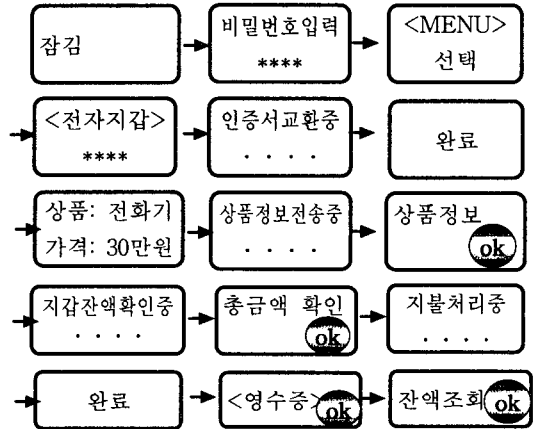 잠김
비밀번호입력
****
<MENU>
선택
<전자지갑>
****
인증서교환중
. . . .
완료
상품: 전화기
가격: 30만원
상품정보전송중
. . . .
상품정보
ok
지갑잔액확인중
. . . .
총금액 확인
ok
지불처리중
. . . .
완료
<영수증>
ok
잔액조회
ok